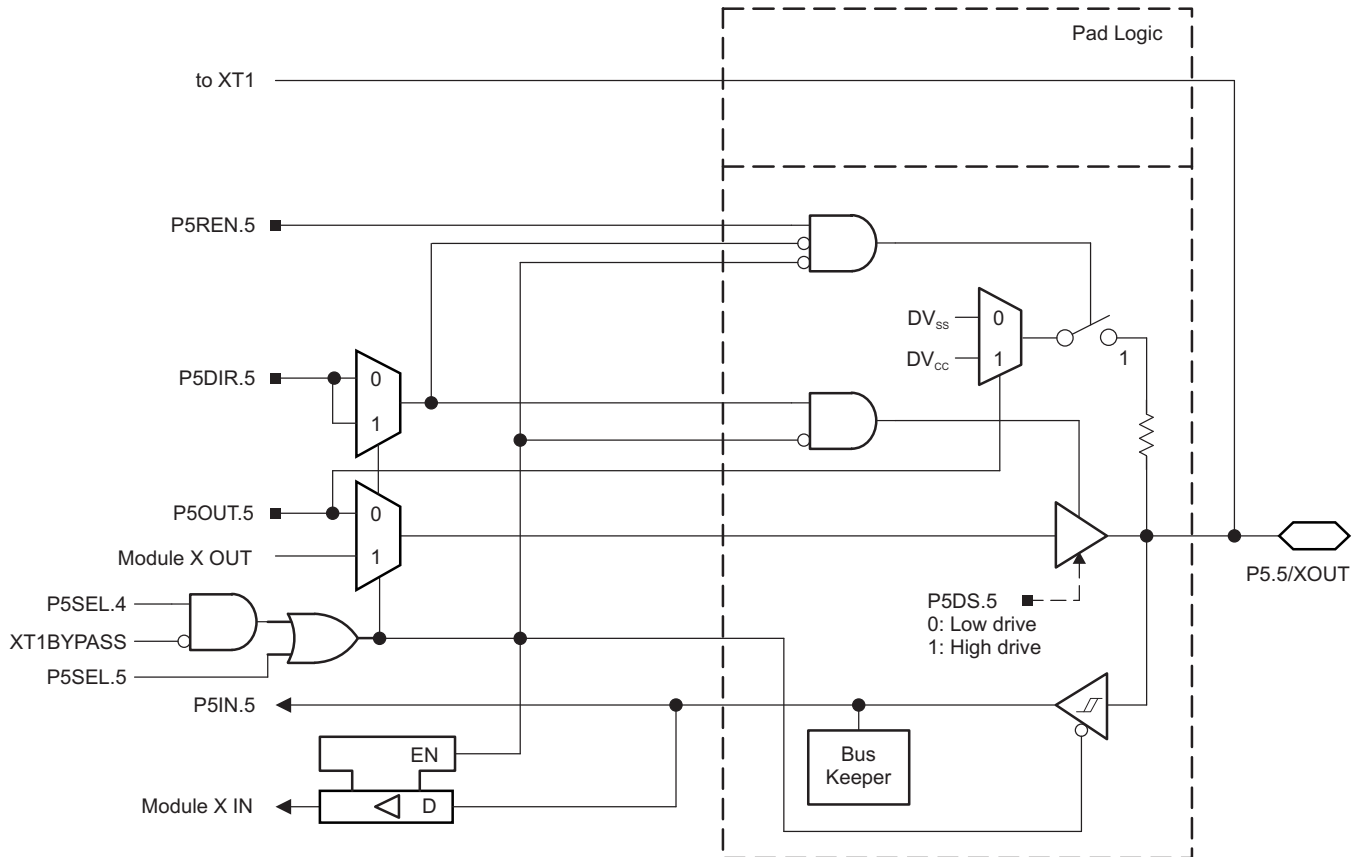 Pad Logic
to XT1
P5REN.5
DVSS
0
DVCC
1
1
P5DIR.5
0
1
P5OUT.5
0
Module X OUT
1
P5.5/XOUT
P5SEL.4
P5DS.5
0: Low drive
1: High drive
XT1BYPASS
P5SEL.5
P5IN.5
EN
Bus
Keeper
Module X IN
D